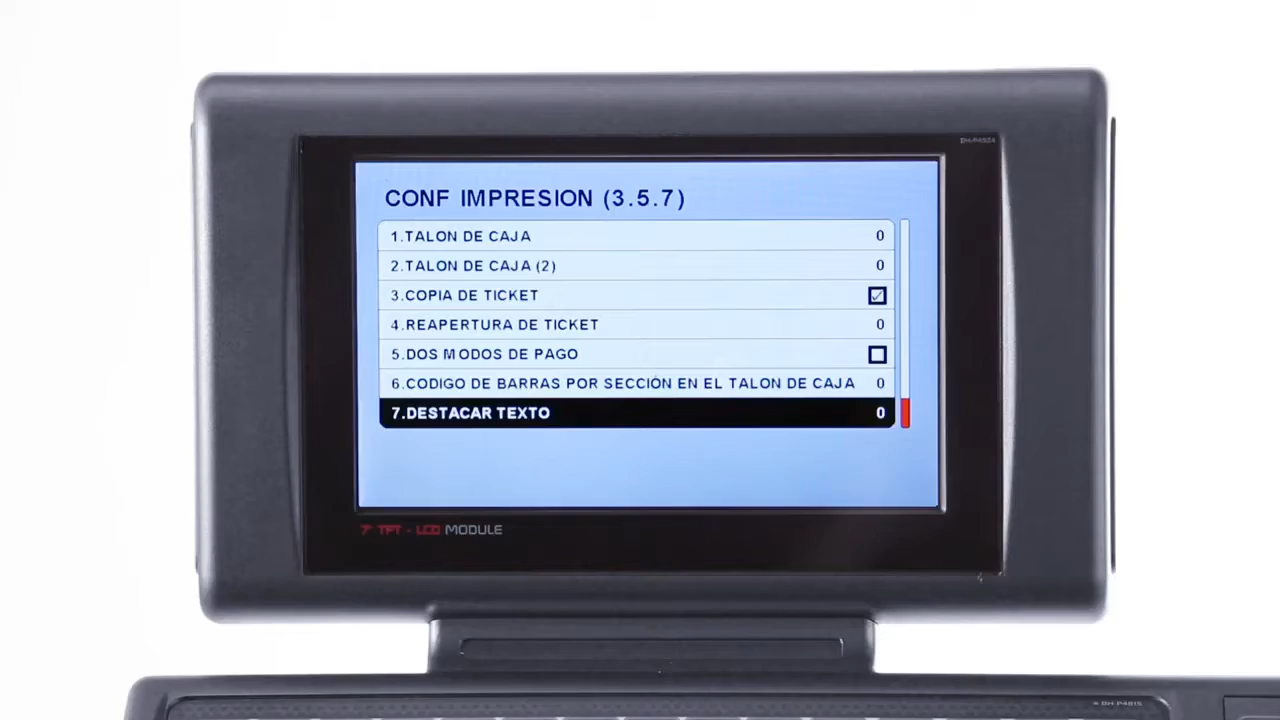 CONF IMPRESION (3.5.7)
1.TALON DE CAJA 0
2.TALON DE CAJA (2) 0
3.COPIA DE TICKET
4.REAPERTURA DE TICKET 0
5.DOS MODOS DE PAGO
6.CODIGO DE BARRAS POR SECCIÓN EN EL TALON DE CAJA 0
7.DESTACAR TEXTO 0
7" TFT - LCD MODULE